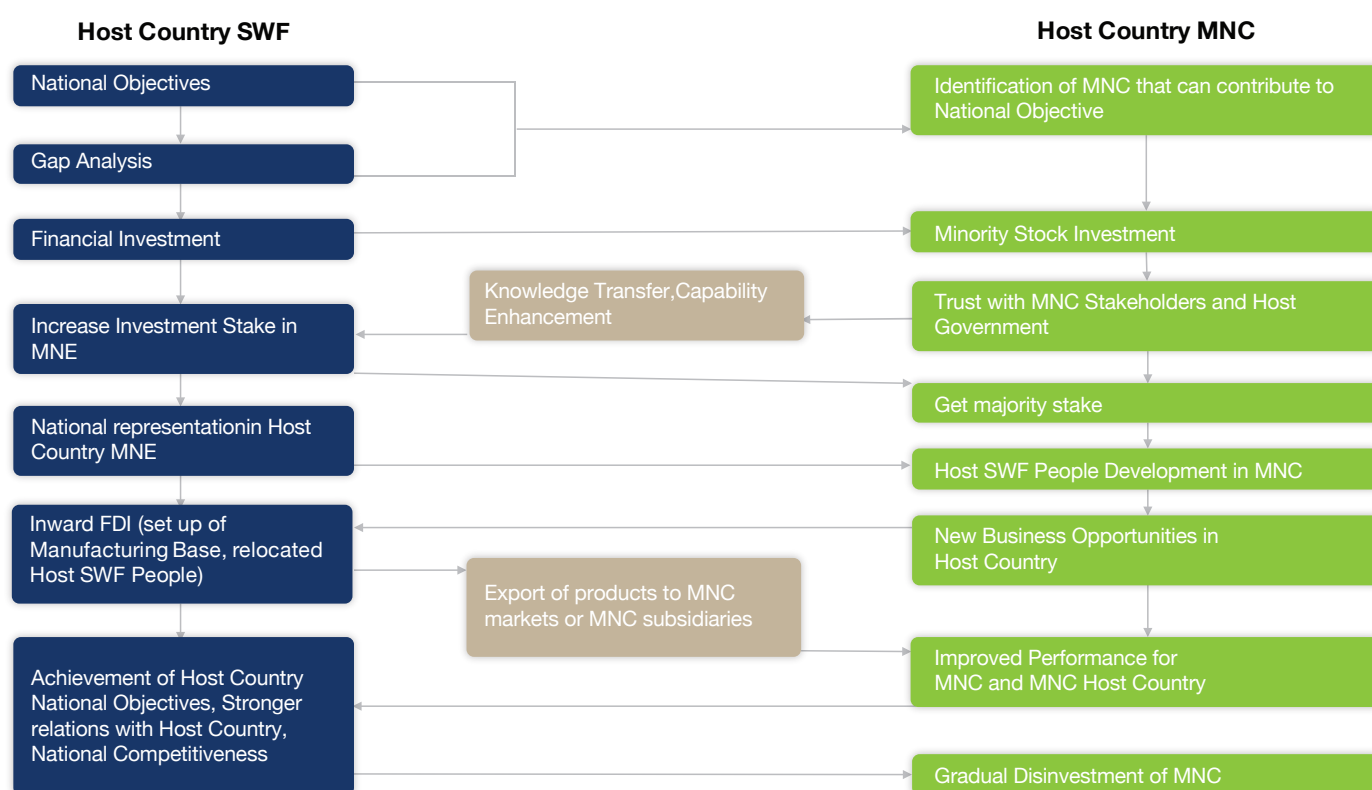 Host Country SWF
Host Country MNC
National Objectives
Gap Analysis
Financial Investment
Increase Investment Stake in
MNE
National representationin Host
Country MNE
Inward FDI (set up of
Manufacturing Base, relocated
Host SWF People)
Achievement of Host Country
National Objectives, Stronger
relations with Host Country,
National Competitiveness
Knowledge Transfer,Capability
Enhancement
Export of products to MNC
markets or MNC subsidiaries
Identification of MNC that can contribute to
National Objective
Minority Stock Investment
Trust with MNC Stakeholders and Host
Government
Get majority stake
Host SWF People Development in MNC
New Business Opportunities in
Host Country
Improved Performance for
MNC and MNC Host Country
Gradual Disinvestment of MNC